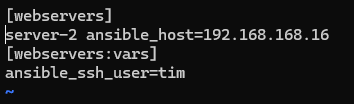 [webservers]
server-2 ansible_host=192.168.168.16
[webservers:vars]
ansible_ssh_user=tim
~